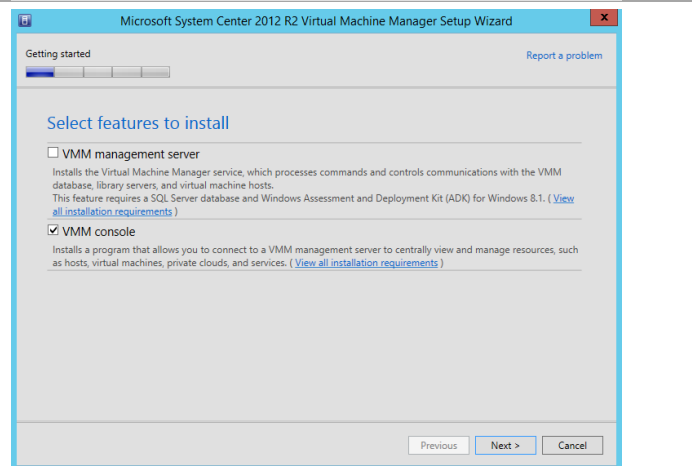 Microsoft System Center 2012 R2 Virtual Machine Manager Setup Wizard
x
Getting started
Report a problem
Select features to install
VMM management server
Installs the Virtual Machine Manager service, which processes commands and controls communications with the VMM
database, library servers, and virtual machine hosts.
This feature requires a SQL Server database and Windows Assessment and Deployment Kit (ADK) for Windows 8.1. ( View
all installation requirements )
VMM console
Installs a program that allows you to connect to a VMM management server to centrally view and manage resources, such
as hosts, virtual machines, private clouds, and services. ( View all installation requirements )
Previous
Next >
Cancel